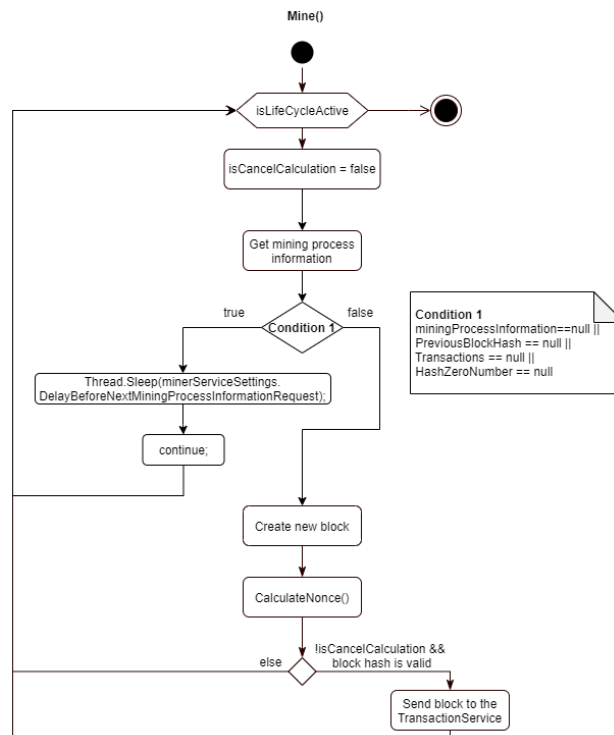 Mine()
isLifeCycleActive
isCancelCalculation = false
Get mining process
information
true
false
Condition 1
Condition 1
miningProcessInformation==null ||
PreviousBlockHash == null ||
Transactions == null ||
HashZeroNumber == null
Thread.Sleep(minerServiceSettings.
DelayBeforeNextMiningProcessInformationRequest);
continue;
Create new block
CalculateNonce()
else
!isCancelCalculation &&
block hash is valid
Send block to the
TransactionService